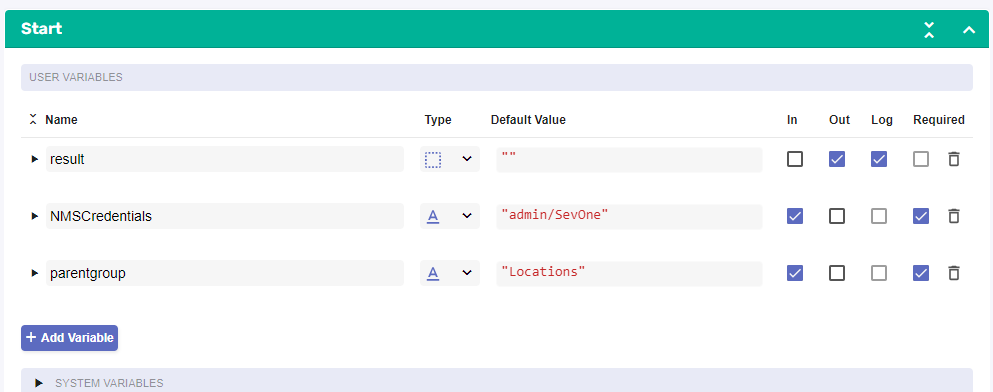 Start
USER VARIABLES
Name Type Default Value In Out Log Required
result ""
NMSCredentials A "admin/SevOne"
parentgroup A "Locations"
+ Add Variable
SYSTEM VARIABLES